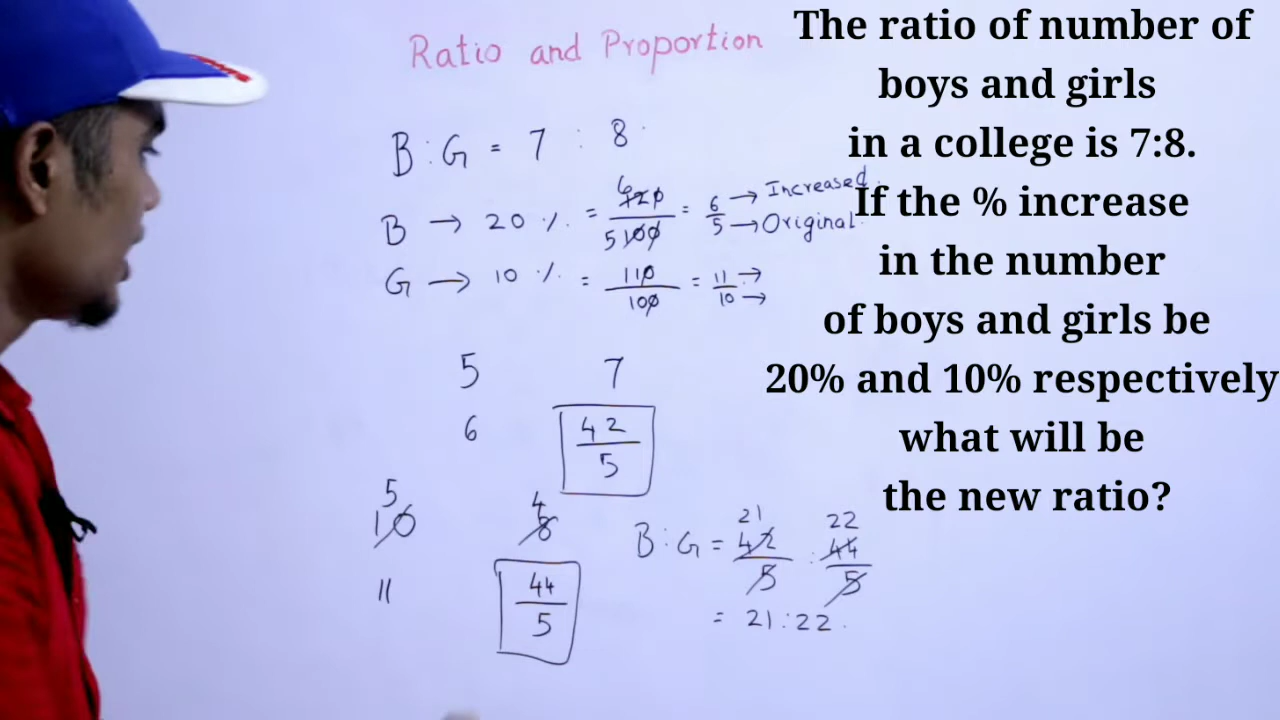 Ratio and Proportion
The ratio of number of
boys and girls
in a college is 7:8.
If the % increase
in the number
of boys and girls be
20% and 10% respectively
what will be
the new ratio?
B : G = 7 : 8
B → 20 % = 6 120 / 5 100 = 6/5 → Increased → Original
G → 10 % = 110/100 = 11/10 → →
5 7
6 42/5
5 4
10 8
11 44/5
21 22
B : G = 42/5 : 44/5
= 21 : 22.